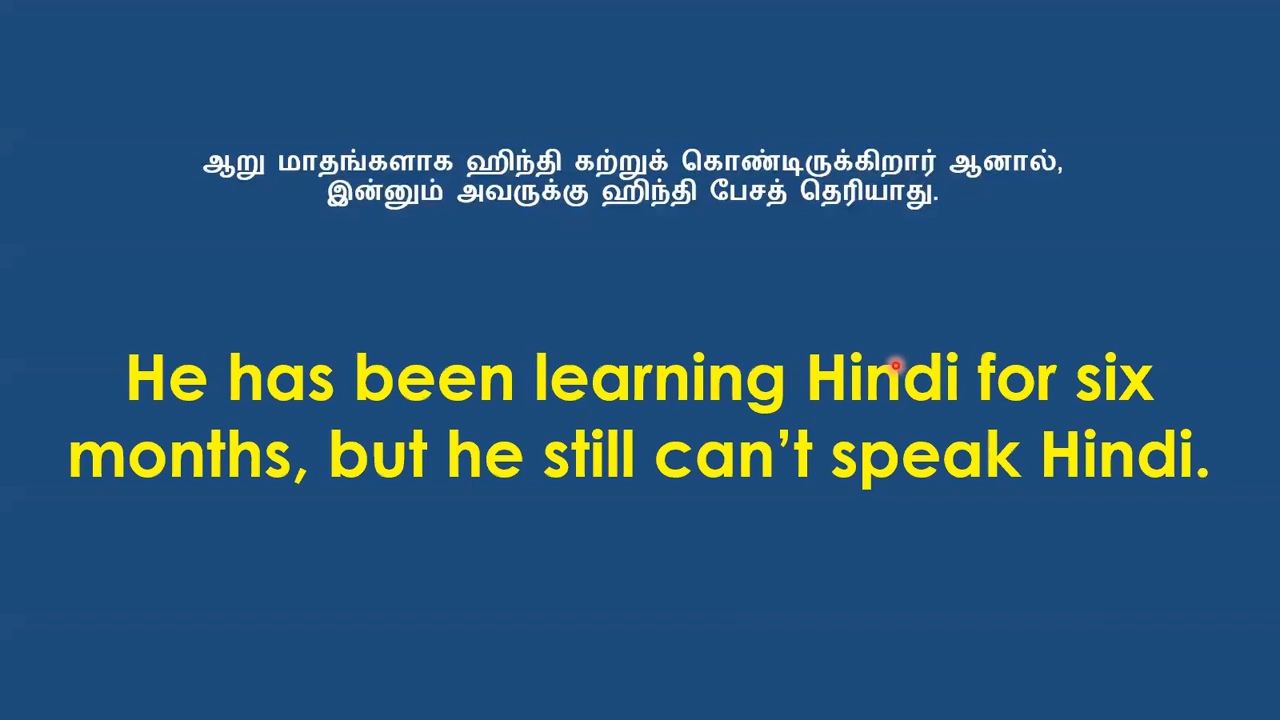 ஆறு மாதங்களாக ஹிந்தி கற்றுக் கொண்டிருக்கிறார் ஆனால்,
இன்னும் அவருக்கு ஹிந்தி பேசத் தெரியாது.
He has been learning Hindi for six
months, but he still can’t speak Hindi.